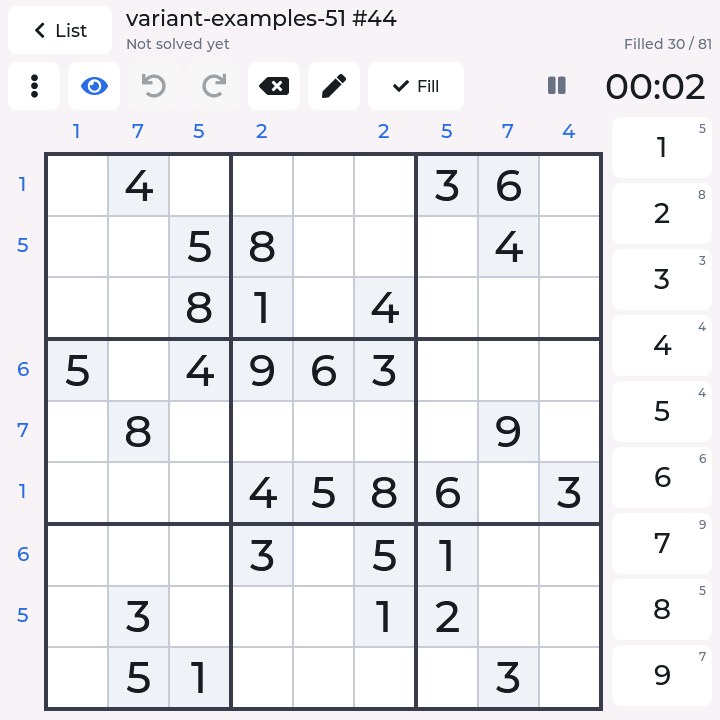 List
variant-examples-51 #44
Not solved yet
Filled 30 / 81
Fill
00:02
1 7 5 2 2 5 7 4
1 4 3 6
5 5 8 4
8 1 4
6 5 4 9 6 3
7 8 9
1 4 5 8 6 3
6 3 5 1
5 3 1 2
5 1 3
1 5
2 8
3 3
4 4
5 4
6 6
7 9
8 5
9 7